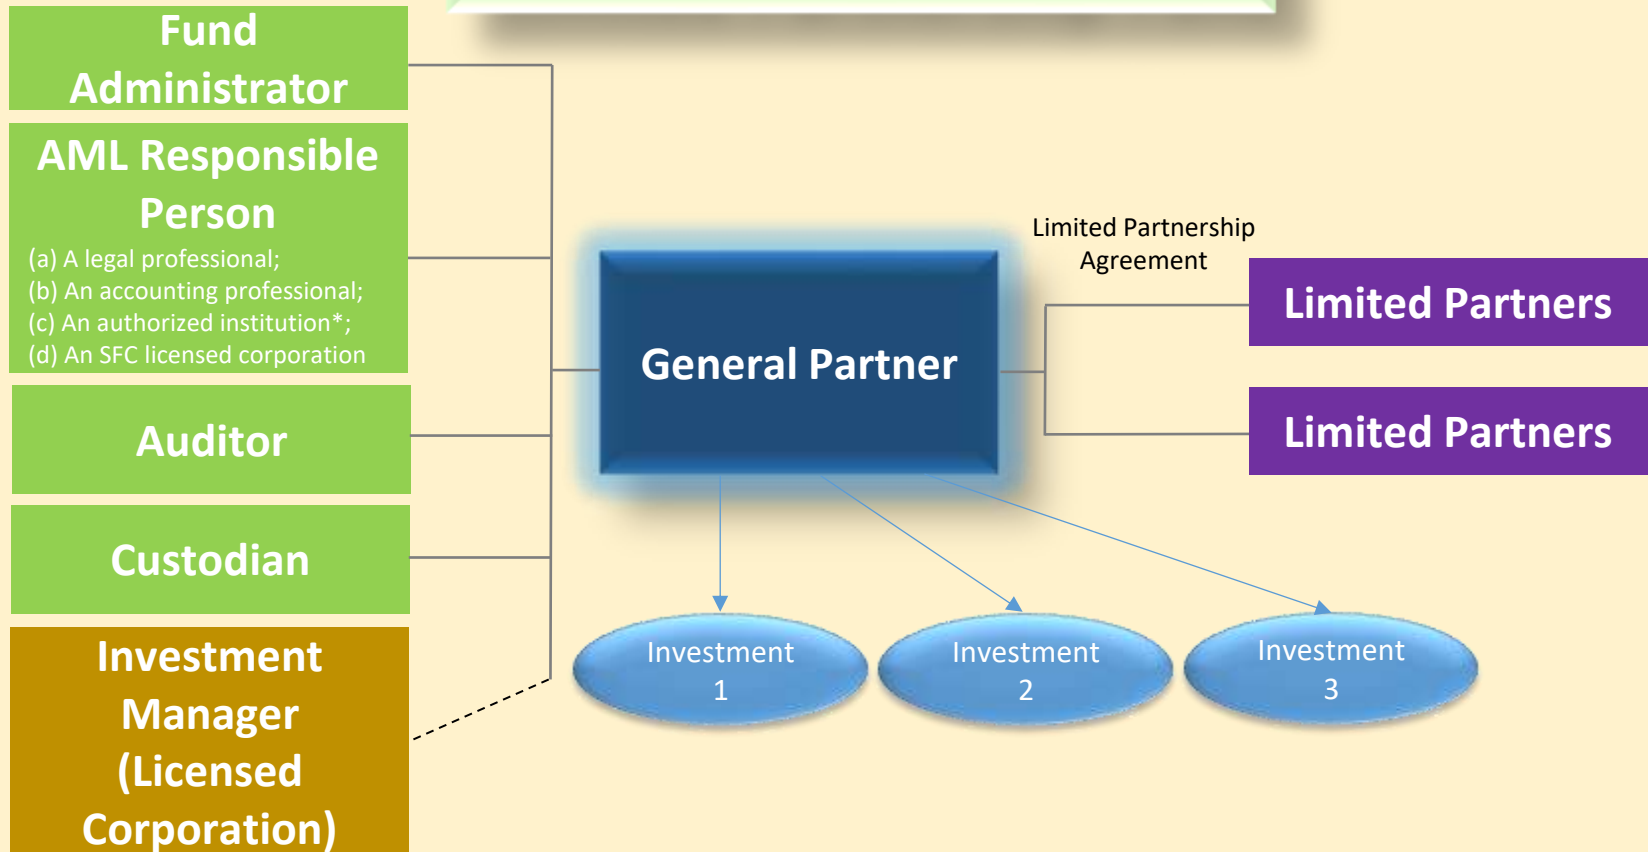 Fund
Administrator
AML Responsible
Person
(a) A legal professional;
(b) An accounting professional;
(c) An authorized institution*;
(d) An SFC licensed corporation
Auditor
Custodian
Investment
Manager
(Licensed
Corporation)
General Partner
Limited Partnership
Agreement
Limited Partners
Limited Partners
Investment
1
Investment
2
Investment
3